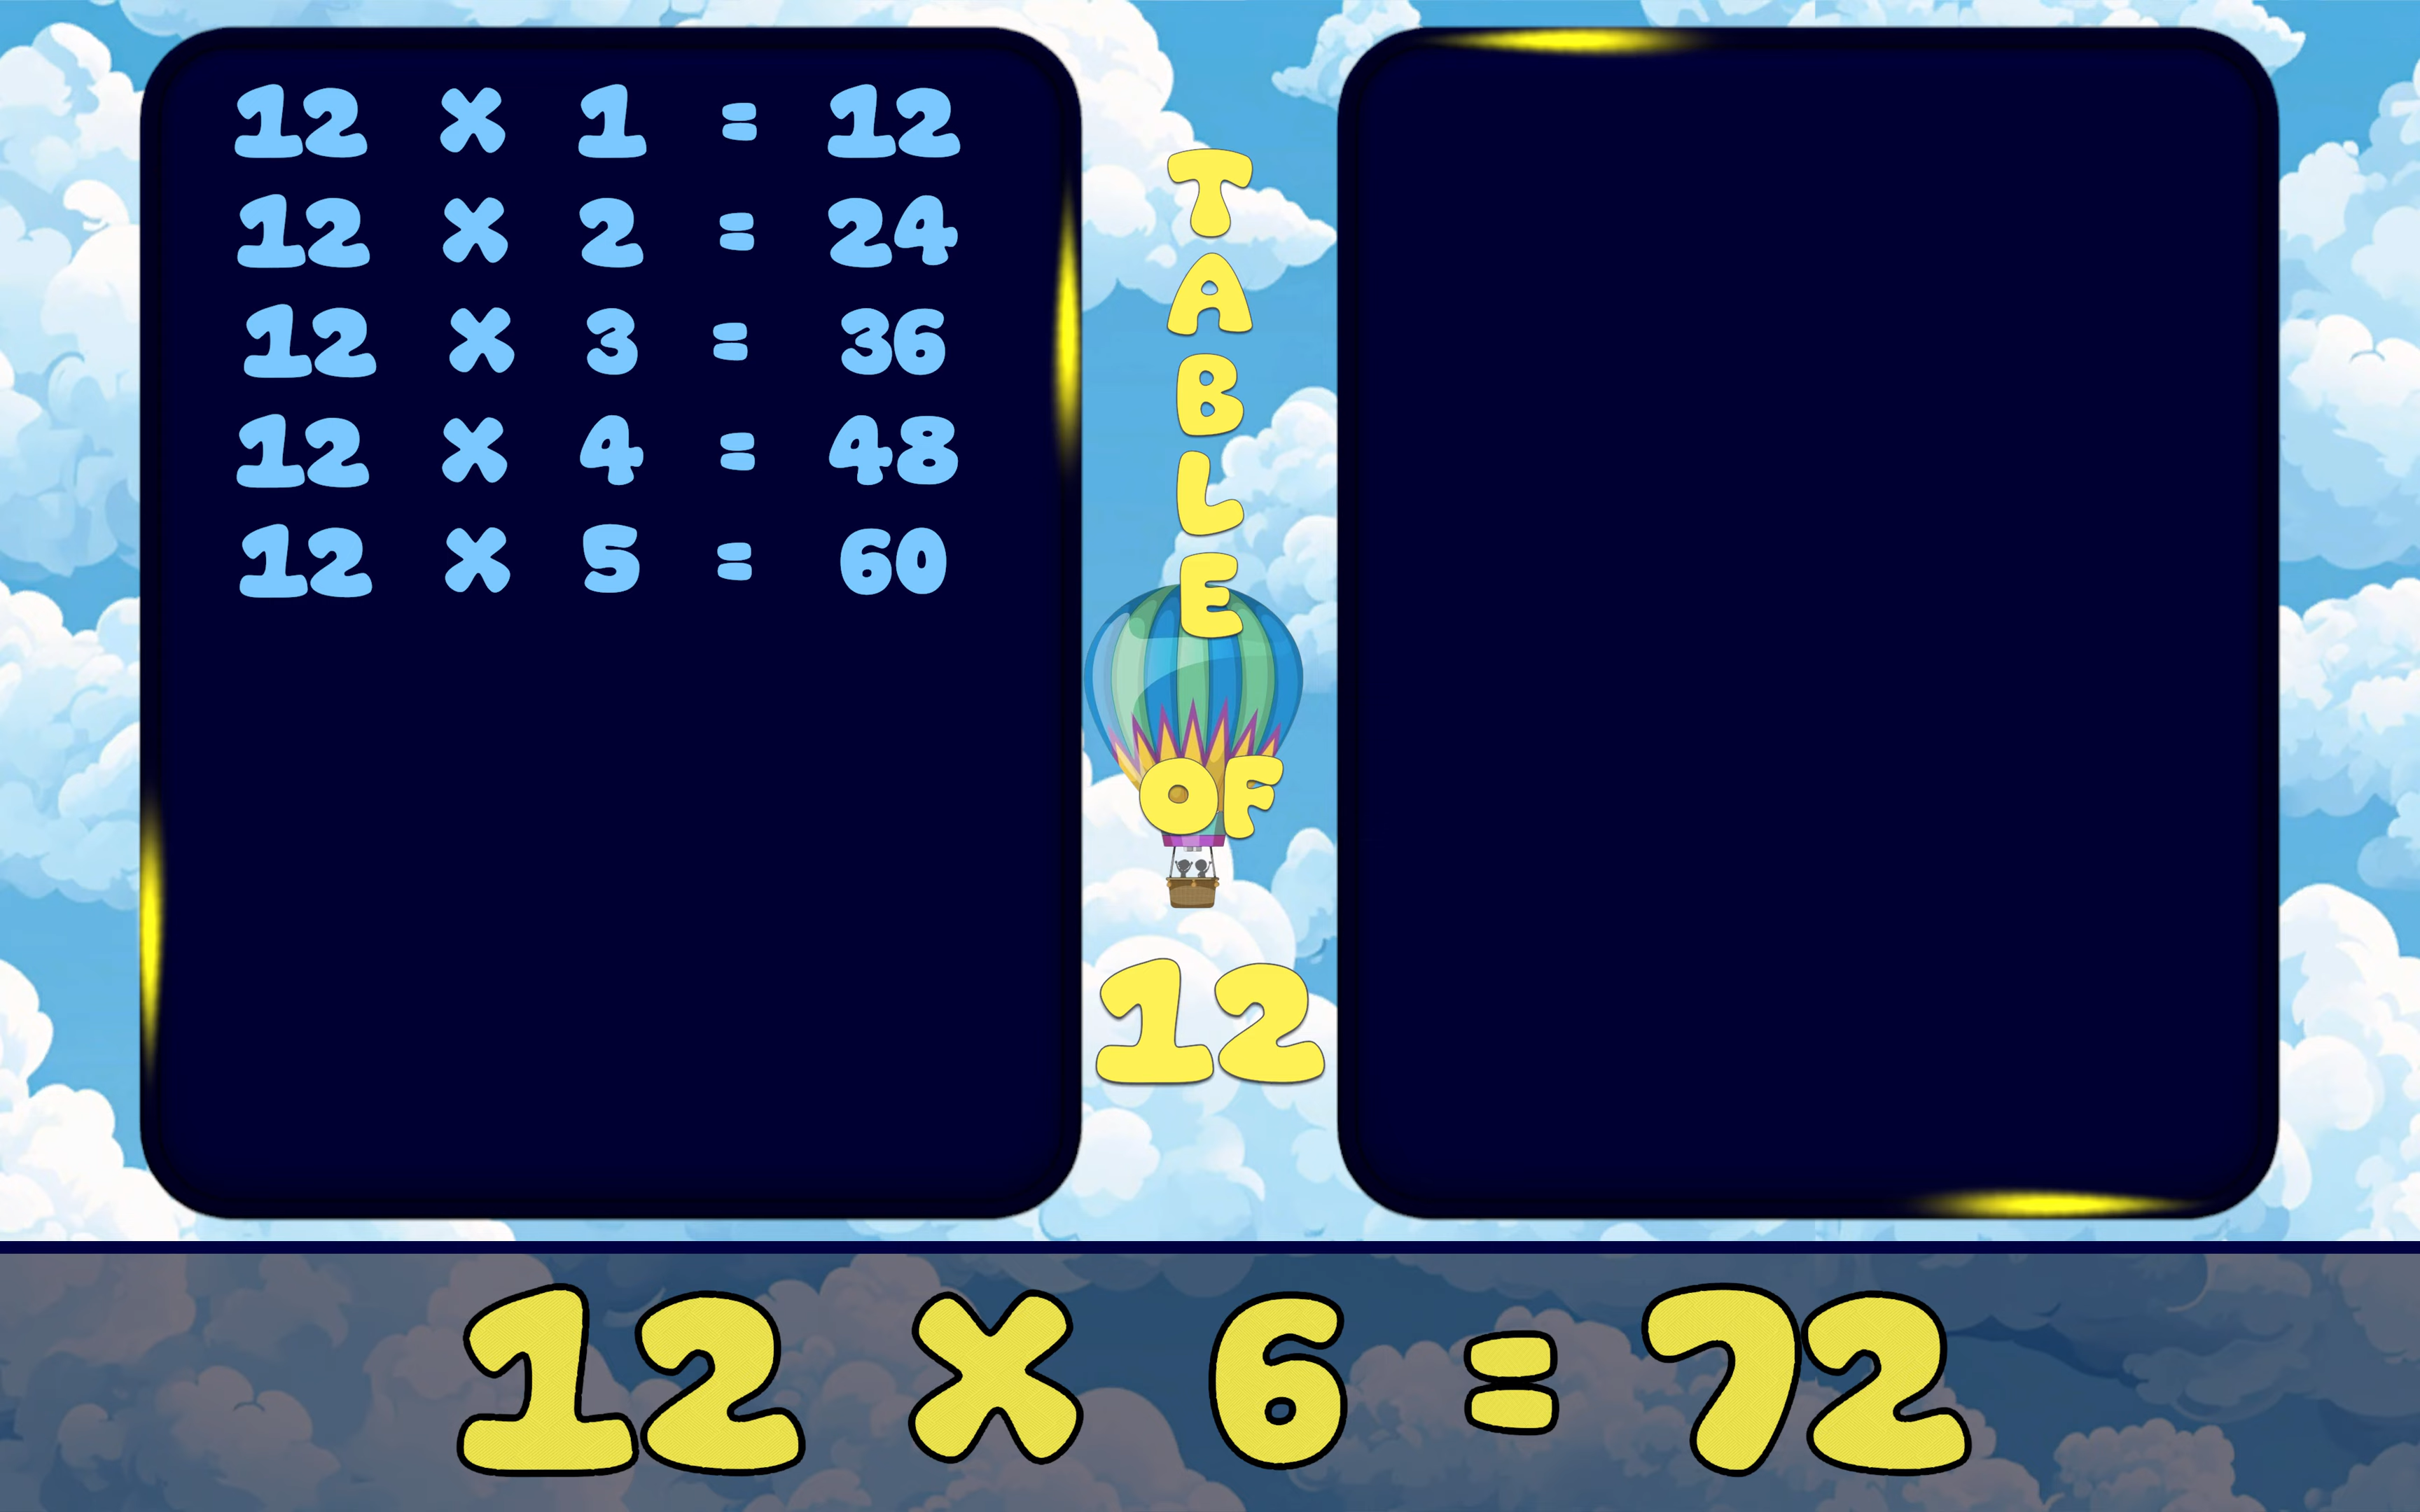 12 x 1 = 12
12 x 2 = 24
12 x 3 = 36
12 x 4 = 48
12 x 5 = 60
TABLE
OF
12
12 x 6 = 72